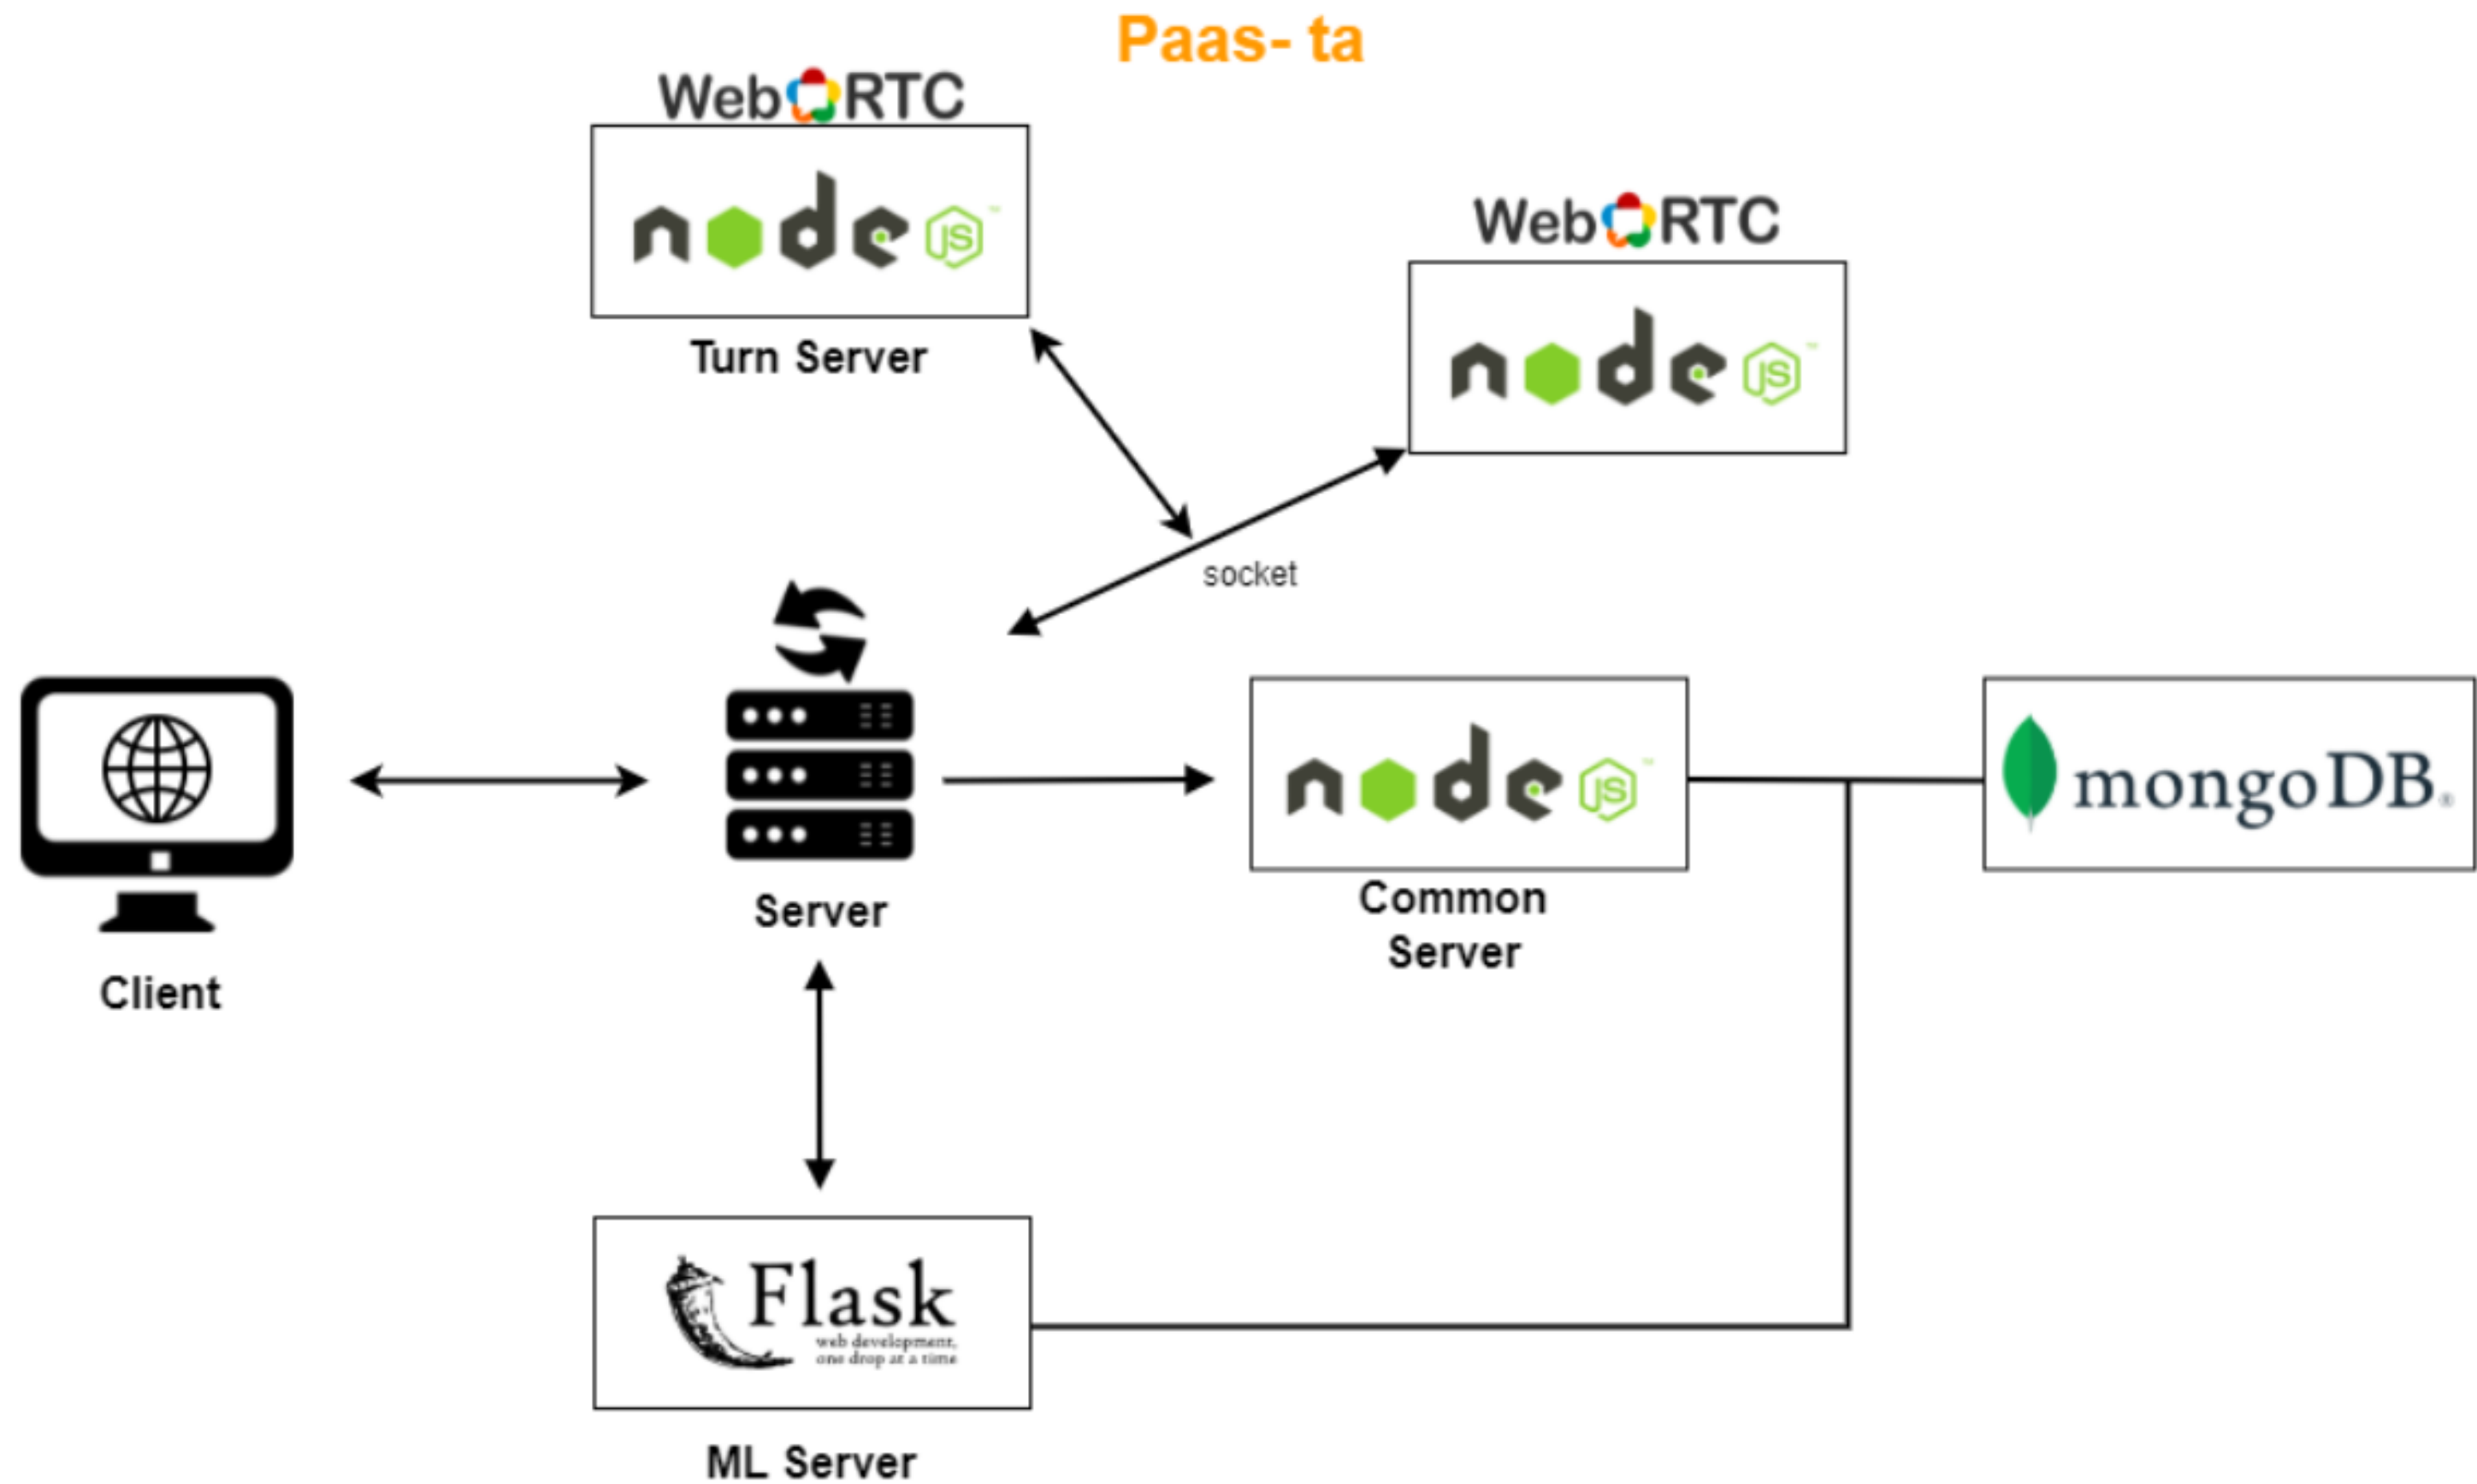 Paas- ta
WebRTC
node JS
Turn Server
WebRTC
node JS
socket
Server
Client
node JS
Common
Server
mongoDB®
Flask
web development,
one drop at a time
ML Server